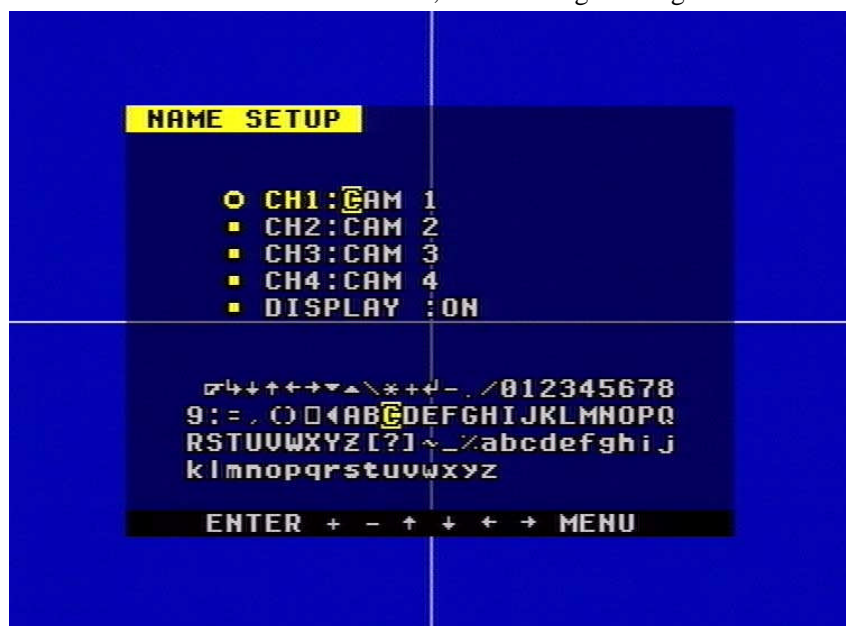 NAME SETUP
CH1:CAM 1
CH2:CAM 2
CH3:CAM 3
CH4:CAM 4
DISPLAY :ON
↳↓↑←→▼▲\*+↲-./012345678
9:=,()□◀ABCDEFGHIJKLMNOPQ
RSTUVWXYZ[?]~_%abcdefghij
klmnopqrstuvwxyz
ENTER + - ↑ ↓ ← → MENU